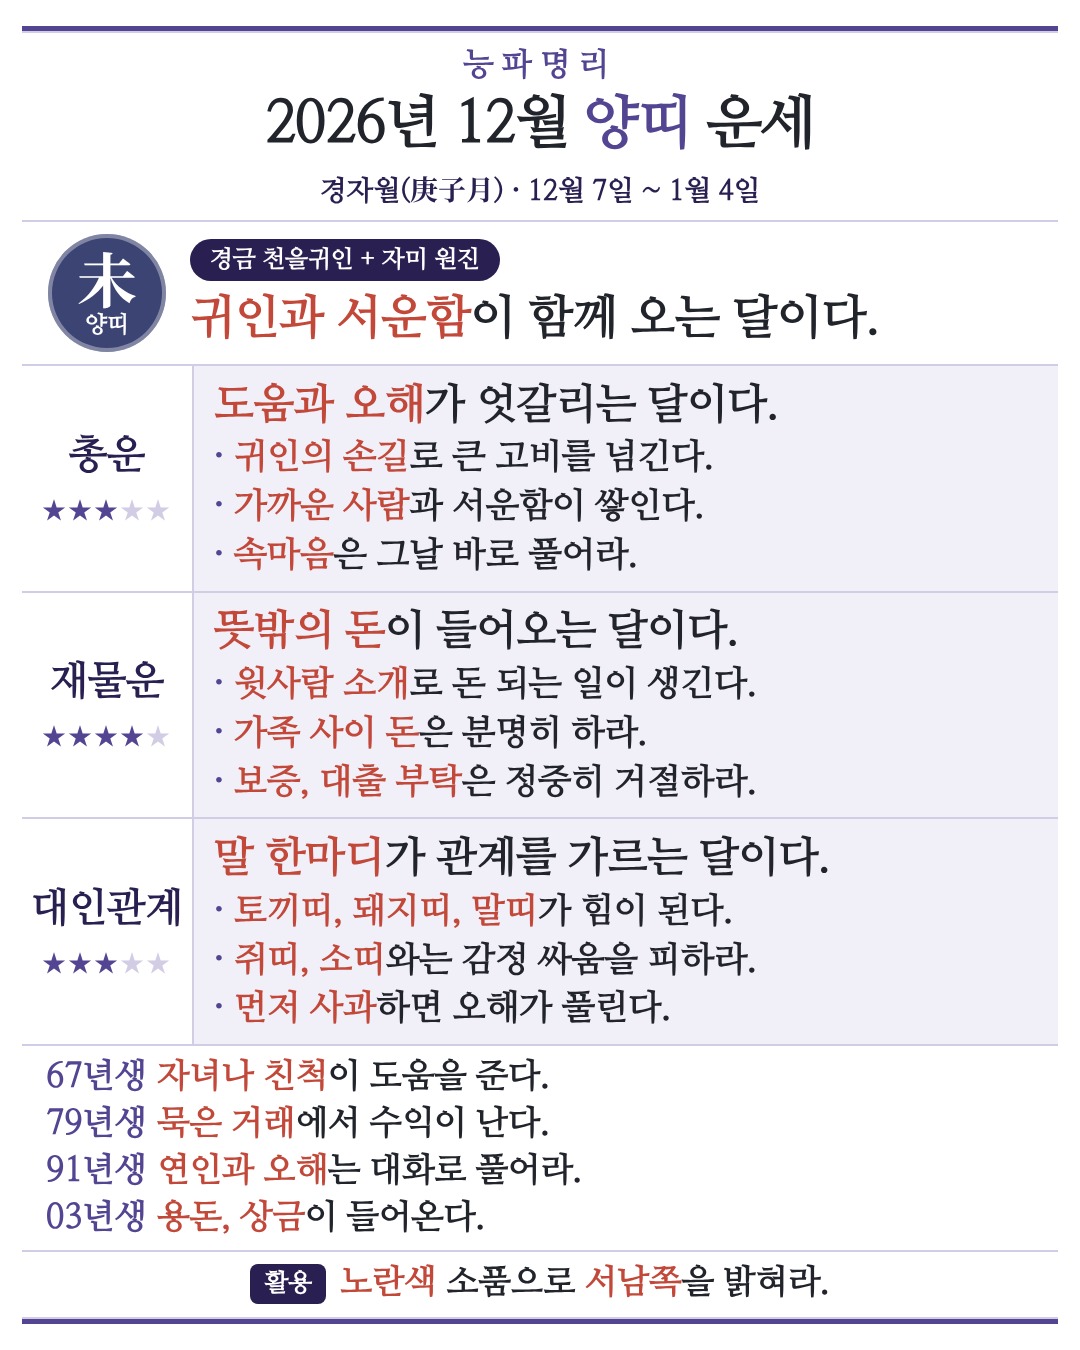 능파명리
2026년 12월 양띠 운세
경자월(庚子月) · 12월 7일 ~ 1월 4일
未
양띠
경금 천을귀인 + 자미 원진
귀인과 서운함이 함께 오는 달이다.
총운
★★★★★
도움과 오해가 엇갈리는 달이다.
· 귀인의 손길로 큰 고비를 넘긴다.
· 가까운 사람과 서운함이 쌓인다.
· 속마음은 그날 바로 풀어라.
재물운
★★★★★
뜻밖의 돈이 들어오는 달이다.
· 윗사람 소개로 돈 되는 일이 생긴다.
· 가족 사이 돈은 분명히 하라.
· 보증, 대출 부탁은 정중히 거절하라.
대인관계
★★★★★
말 한마디가 관계를 가르는 달이다.
· 토끼띠, 돼지띠, 말띠가 힘이 된다.
· 쥐띠, 소띠와는 감정 싸움을 피하라.
· 먼저 사과하면 오해가 풀린다.
67년생 자녀나 친척이 도움을 준다.
79년생 묵은 거래에서 수익이 난다.
91년생 연인과 오해는 대화로 풀어라.
03년생 용돈, 상금이 들어온다.
활용 노란색 소품으로 서남쪽을 밝혀라.